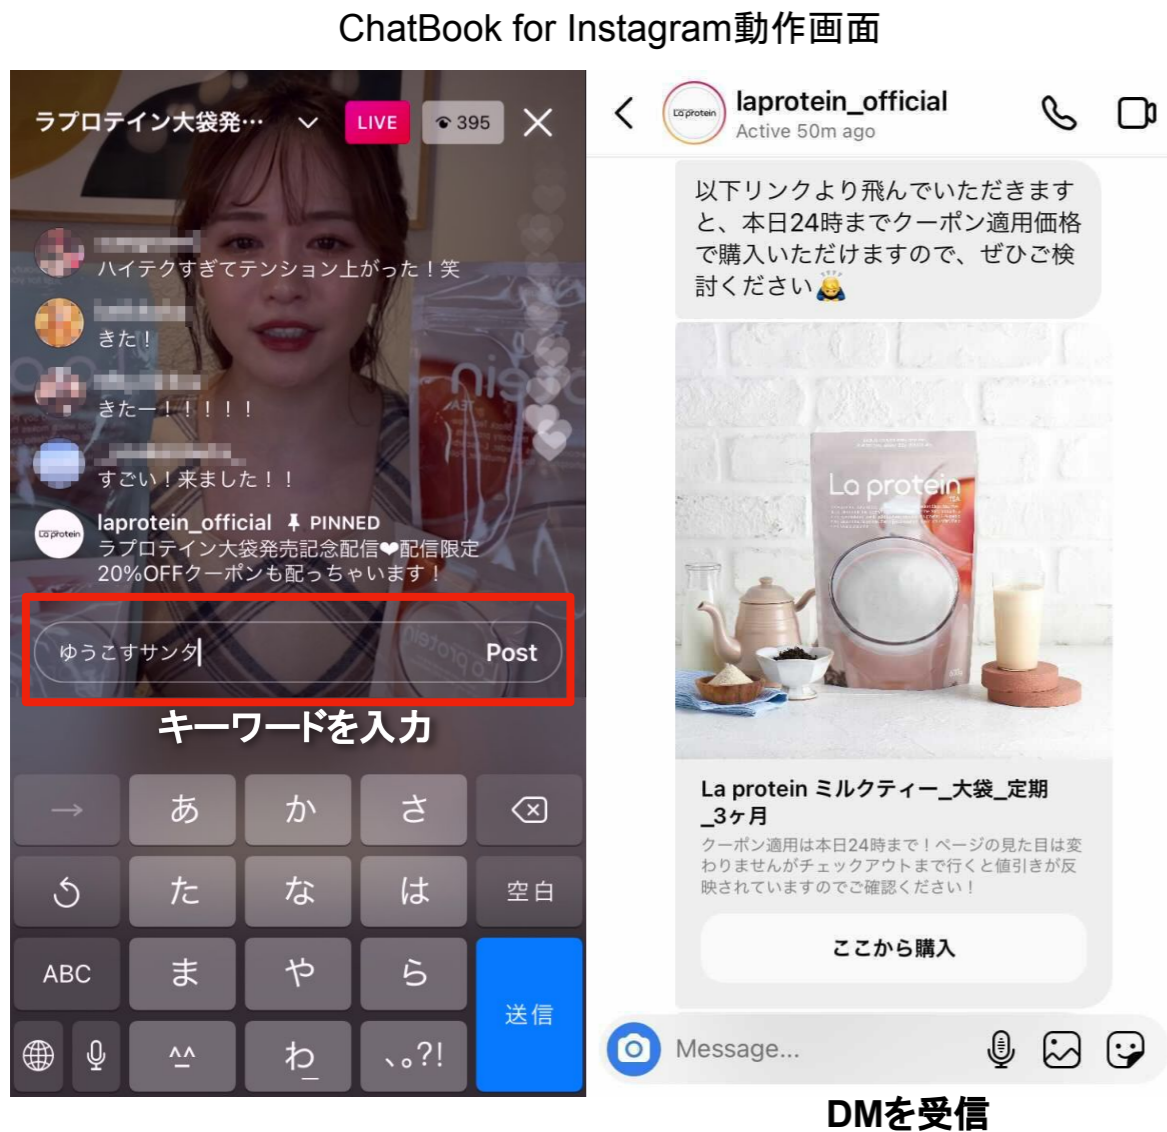 ChatBook for Instagram動作画面
ラプロテイン大袋発…
LIVE
395
ハイテクすぎてテンション上がった！笑
きた！
きたー！！！！！
すごい！来ました！！
La protein
laprotein_official PINNED
ラプロテイン大袋発売記念配信❤配信限定
20%OFFクーポンも配っちゃいます！
ゆうこすサンタ
Post
キーワードを入力
→
あ
か
さ
た
な
は
空白
ABC
ま
や
ら
送信
^^
わ
、。?!
La protein
laprotein_official
Active 50m ago
以下リンクより飛んでいただきます
と、本日24時までクーポン適用価格
で購入いただけますので、ぜひご検
討ください🙇
La protein
TEA
La protein ミルクティー_大袋_定期
_3ヶ月
クーポン適用は本日24時まで！ページの見た目は変
わりませんがチェックアウトまで行くと値引きが反
映されていますのでご確認ください！
ここから購入
Message...
DMを受信